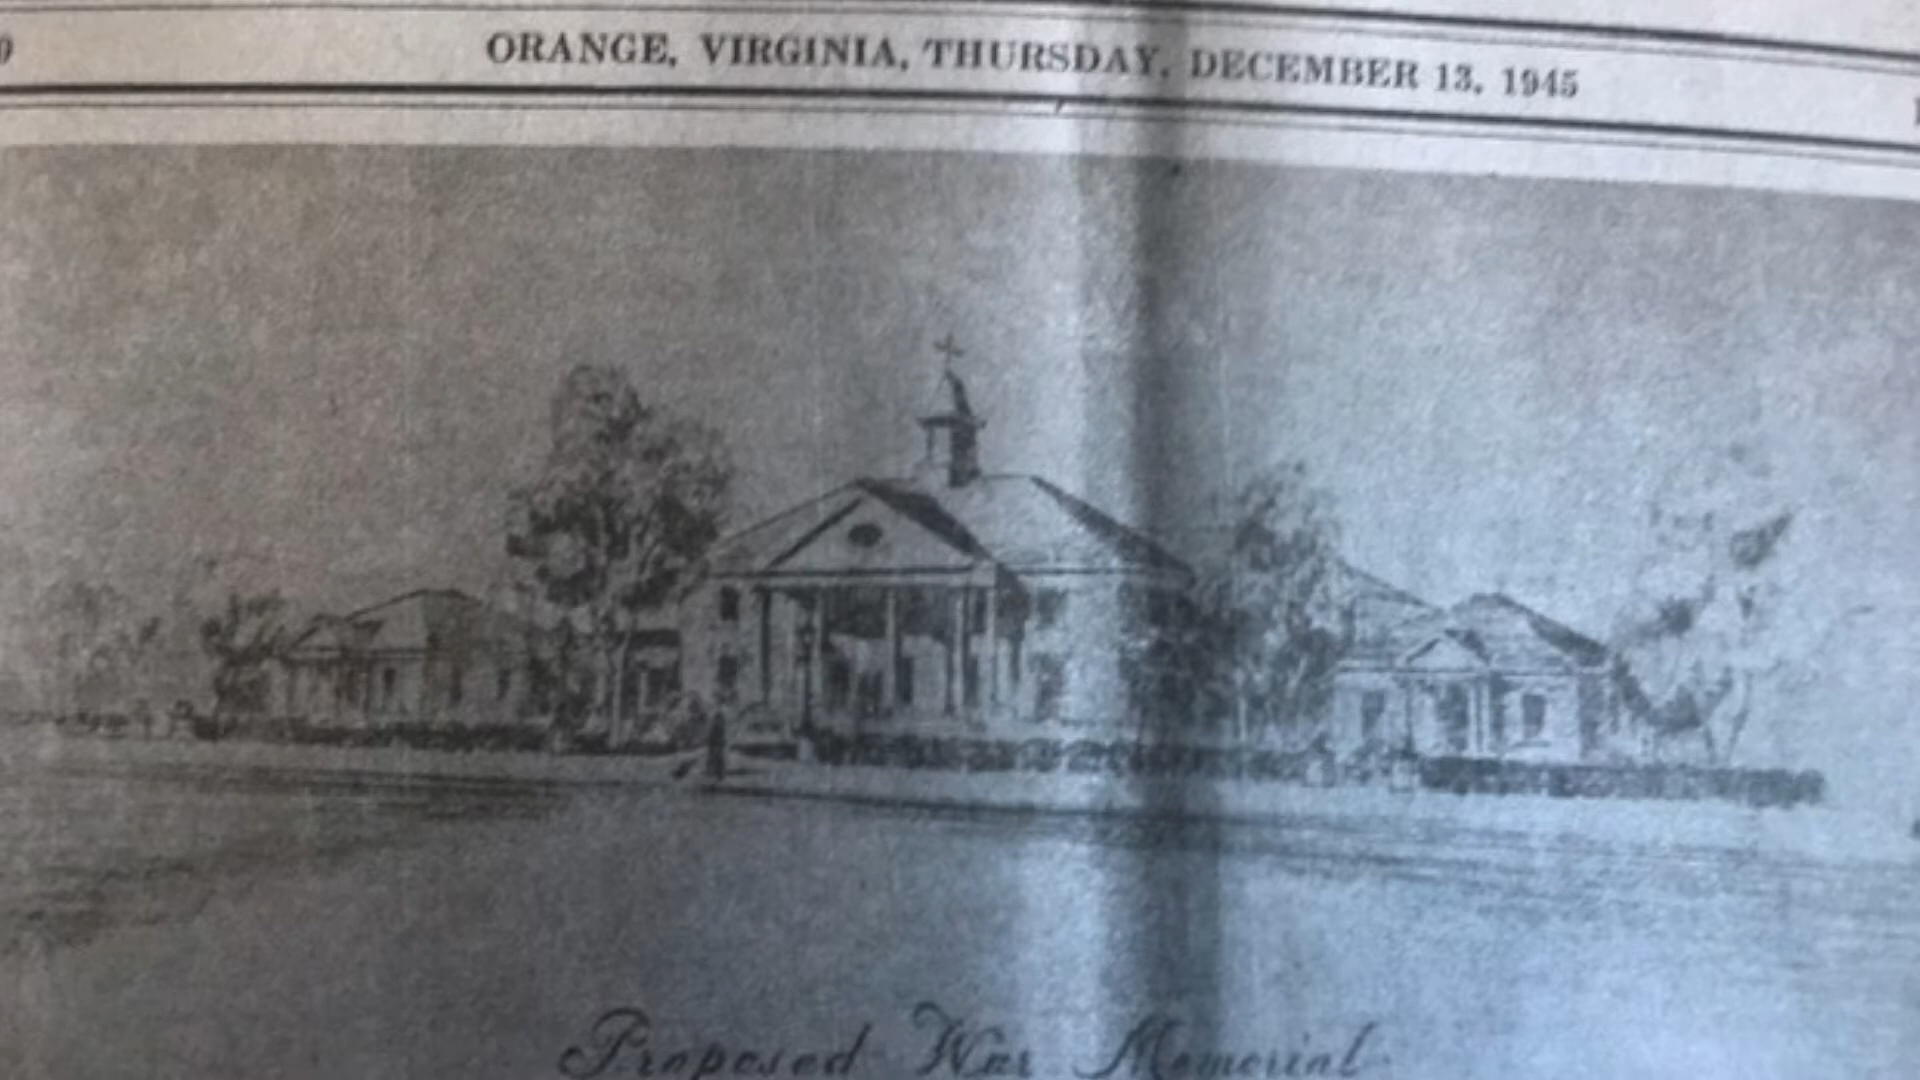 ORANGE, VIRGINIA, THURSDAY, DECEMBER 13, 1945
Proposed War Memorial